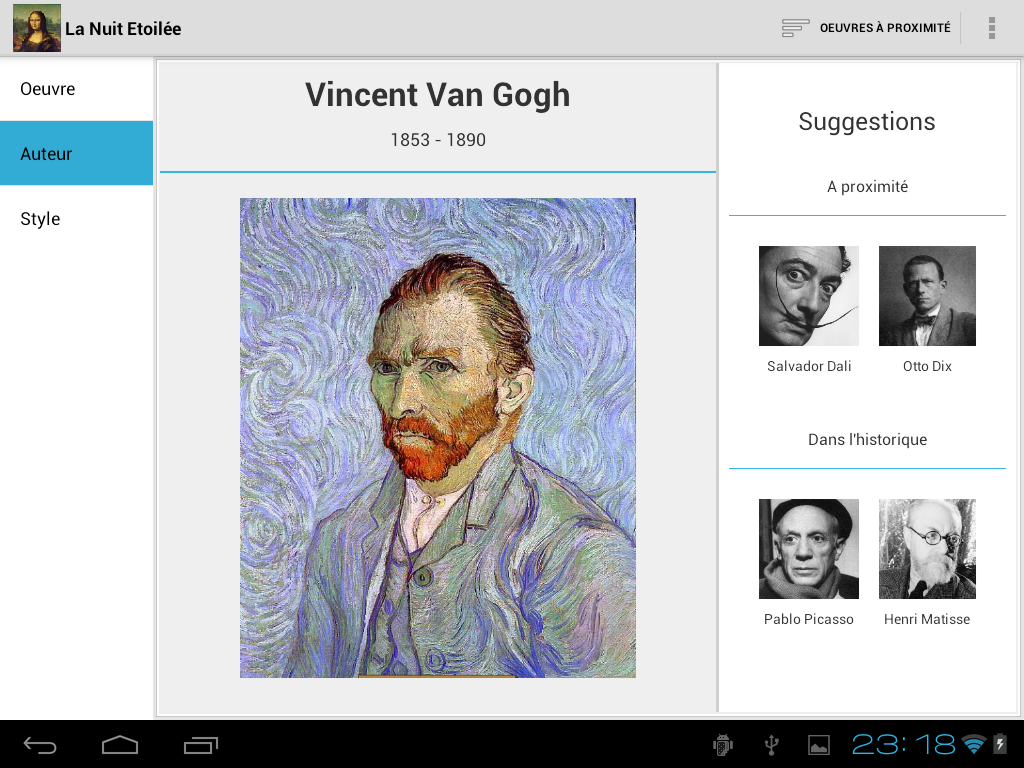 La Nuit Etoilée
OEUVRES À PROXIMITÉ
Oeuvre
Auteur
Style
Vincent Van Gogh
1853 - 1890
Suggestions
A proximité
Salvador Dali
Otto Dix
Dans l'historique
Pablo Picasso
Henri Matisse
23:18